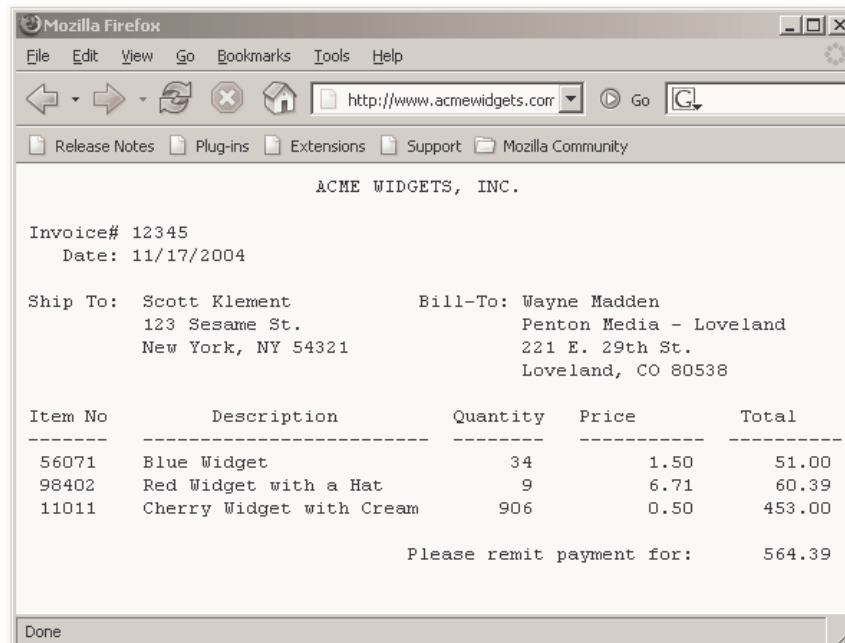 Mozilla Firefox
File Edit View Go Bookmarks Tools Help
http://www.acmewidgets.com Go G
Release Notes Plug-ins Extensions Support Mozilla Community
ACME WIDGETS, INC.
Invoice# 12345
Date: 11/17/2004
Ship To: Scott Klement Bill-To: Wayne Madden
123 Sesame St. Penton Media - Loveland
New York, NY 54321 221 E. 29th St.
Loveland, CO 80538
Item No Description Quantity Price Total
------- ------------------------- -------- ----------- ----------
56071 Blue Widget 34 1.50 51.00
98402 Red Widget with a Hat 9 6.71 60.39
11011 Cherry Widget with Cream 906 0.50 453.00
Please remit payment for: 564.39
Done